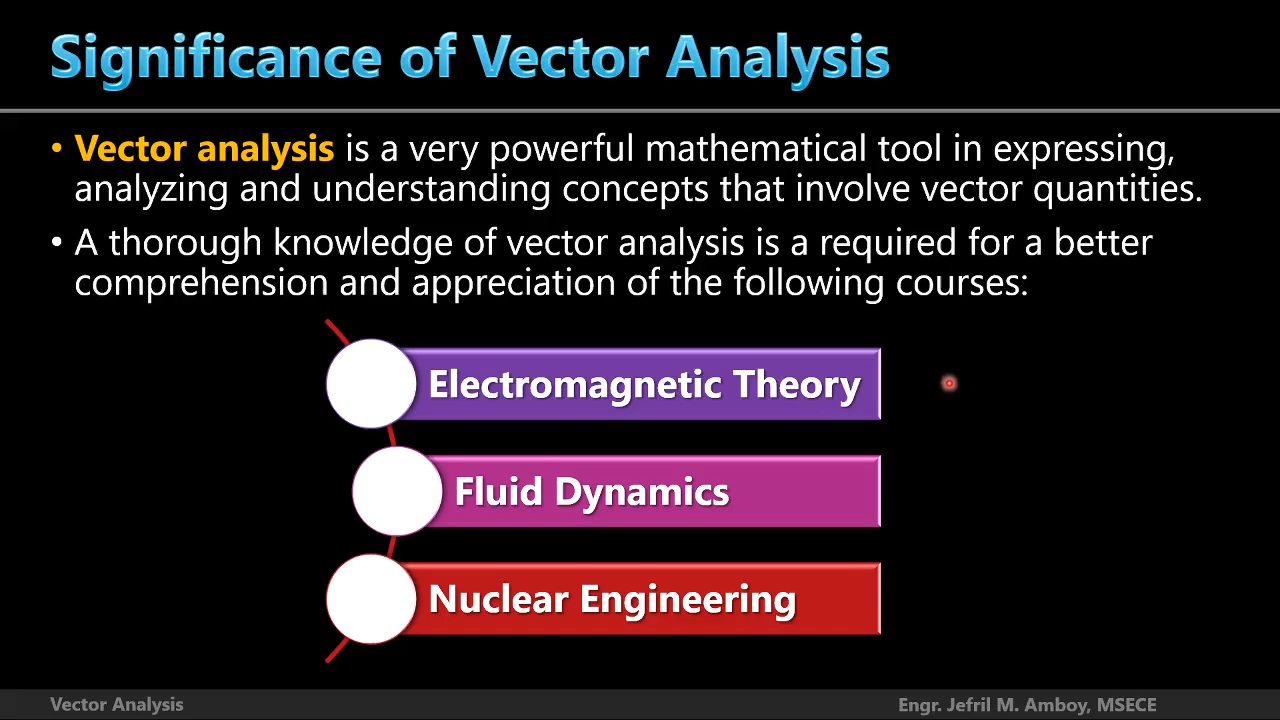 Significance of Vector Analysis
• Vector analysis is a very powerful mathematical tool in expressing,
analyzing and understanding concepts that involve vector quantities.
• A thorough knowledge of vector analysis is a required for a better
comprehension and appreciation of the following courses:
Electromagnetic Theory
Fluid Dynamics
Nuclear Engineering
Vector Analysis
Engr. Jefril M. Amboy, MSECE